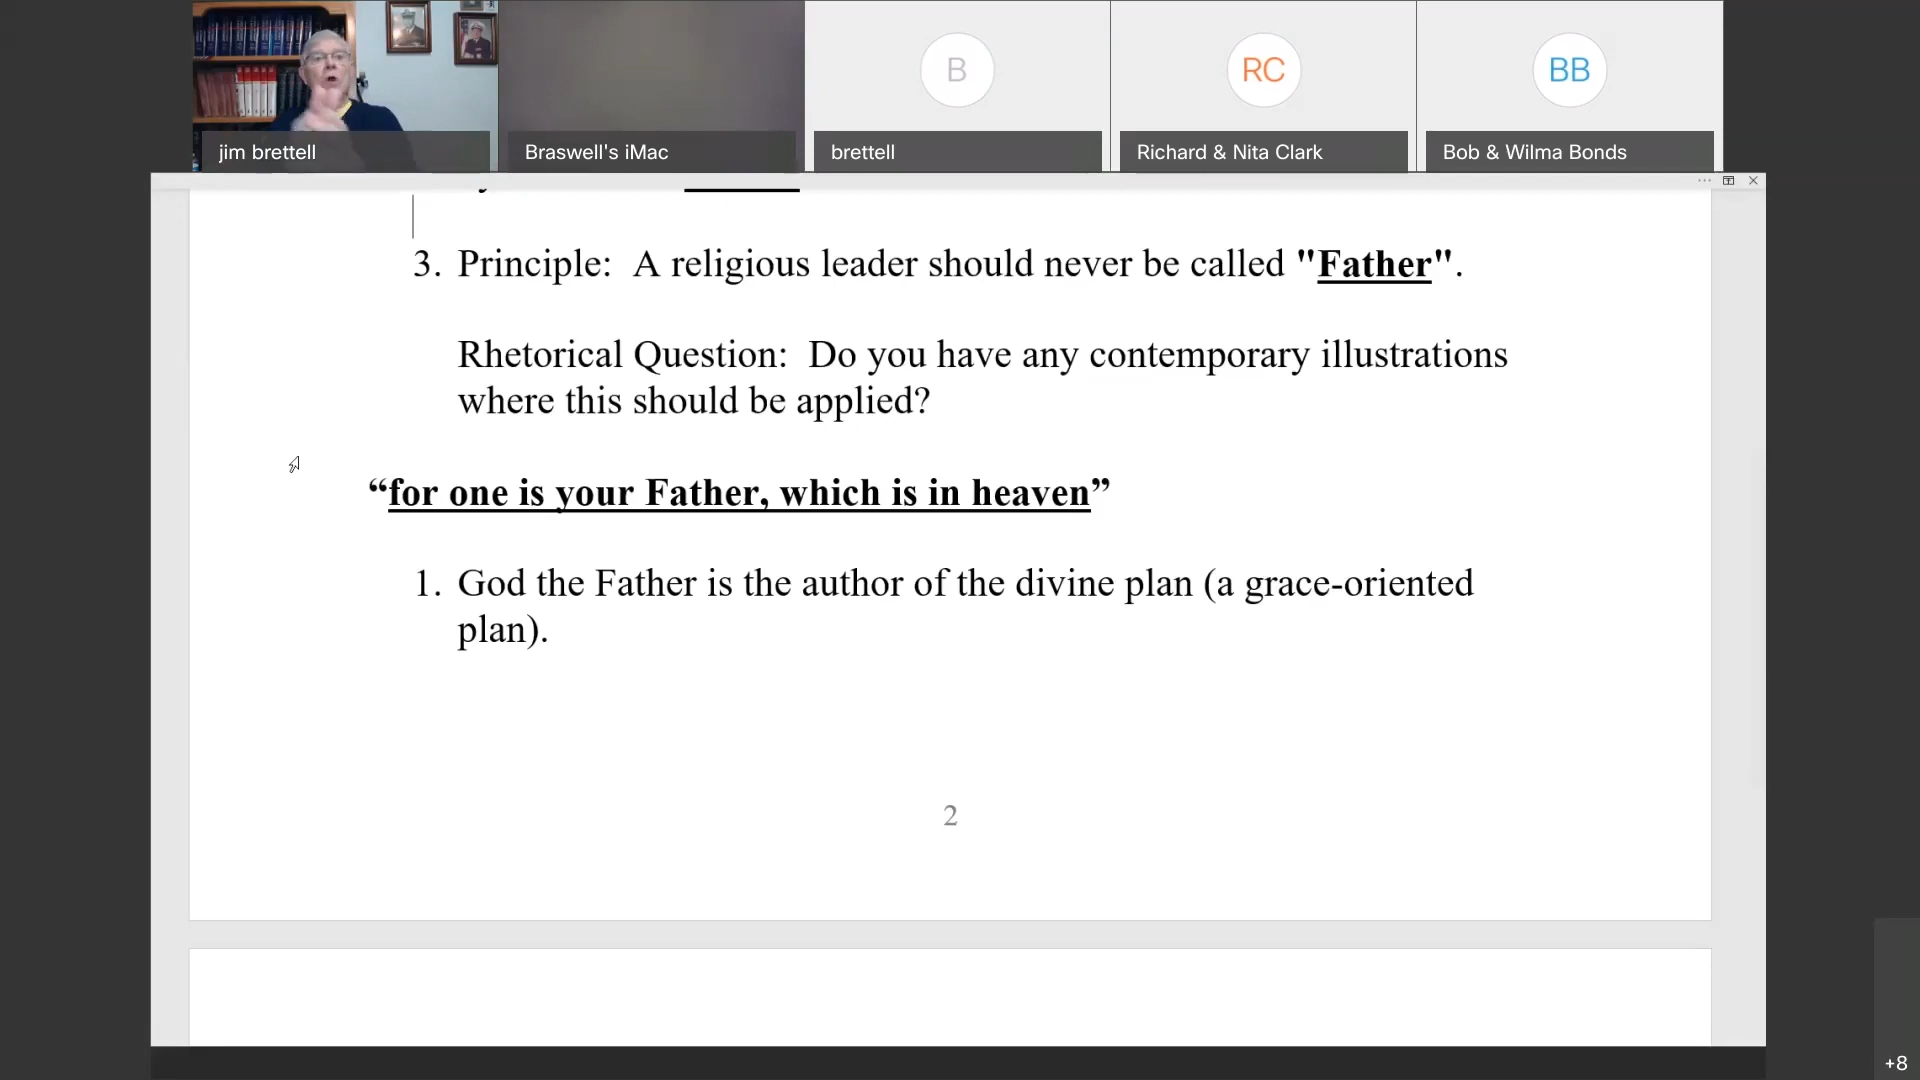 B
RC
BB
jim brettell
Braswell's iMac
brettell
Richard & Nita Clark
Bob & Wilma Bonds
3. Principle: A religious leader should never be called "Father".
Rhetorical Question: Do you have any contemporary illustrations
where this should be applied?
“for one is your Father, which is in heaven”
1. God the Father is the author of the divine plan (a grace-oriented
plan).
2
+8